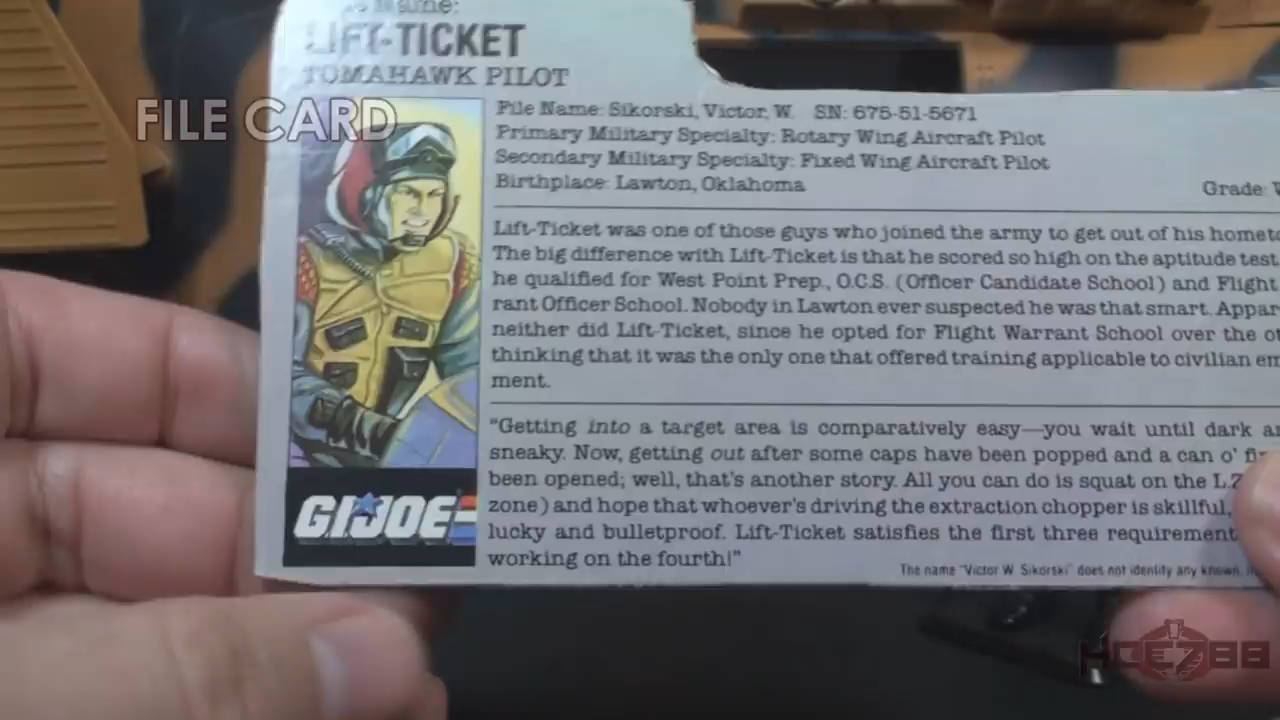 Name:
LIFT-TICKET
TOMAHAWK PILOT
FILE CARD
File Name: Sikorski, Victor, W. SN: 675-51-5671
Primary Military Specialty: Rotary Wing Aircraft Pilot
Secondary Military Specialty: Fixed Wing Aircraft Pilot
Birthplace: Lawton, Oklahoma Grade:
Lift-Ticket was one of those guys who joined the army to get out of his
The big difference with Lift-Ticket is that he scored so high on the aptitude test
he qualified for West Point Prep., O.C.S. (Officer Candidate School) and Flight
rant Officer School. Nobody in Lawton ever suspected he was that smart. Appar
neither did Lift-Ticket, since he opted for Flight Warrant School over the
thinking that it was the only one that offered training applicable to civilian em
ment.
"Getting into a target area is comparatively easy—you wait until dark
sneaky. Now, getting out after some caps have been popped and a can o'
been opened; well, that's another story. All you can do is squat on the L.Z
zone) and hope that whoever's driving the extraction chopper is skillful,
lucky and bulletproof. Lift-Ticket satisfies the first three requirement
working on the fourth!"
The name "Victor W. Sikorski" does not identify any known,
GI JOE
HCE788